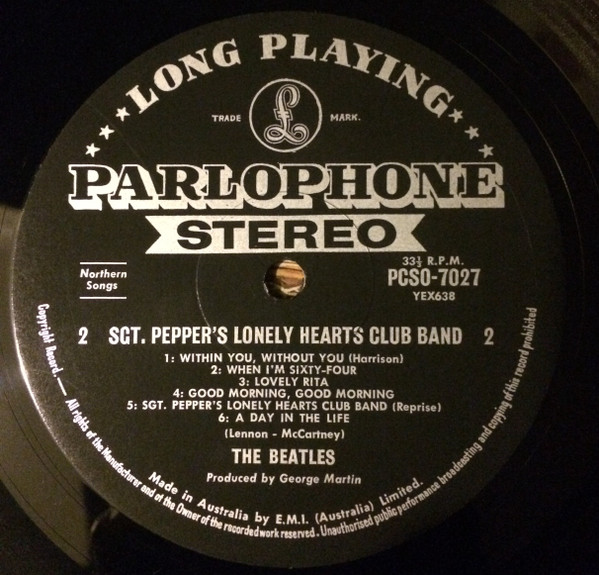 LONG PLAYING
TRADE MARK.
£
PARLOPHONE
STEREO
Northern
Songs
33⅓ R.P.M.
PCSO-7027
YEX638
2 SGT. PEPPER'S LONELY HEARTS CLUB BAND 2
1: WITHIN YOU, WITHOUT YOU (Harrison)
2: WHEN I'M SIXTY-FOUR
3: LOVELY RITA
4: GOOD MORNING, GOOD MORNING
5: SGT. PEPPER'S LONELY HEARTS CLUB BAND (Reprise)
6: A DAY IN THE LIFE
(Lennon - McCartney)
THE BEATLES
Produced by George Martin
Made in Australia by E.M.I. (Australia) Limited.
Copyright Record.— All rights of the Manufacturer and of the Owner of the recorded work reserved. Unauthorised public performance broadcasting and copying of this record prohibited